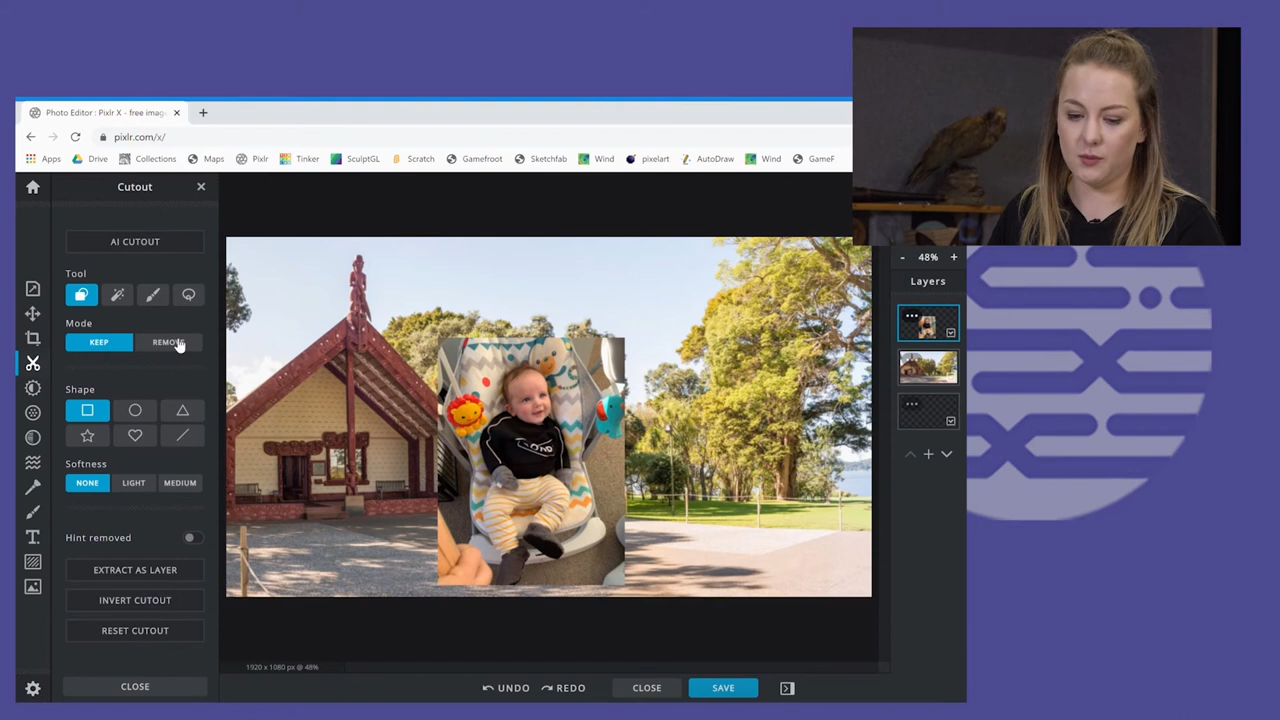 Photo Editor : Pixlr X - free imag
pixlr.com/x/
Apps Drive Collections Maps Pixlr Tinker SculptGL Scratch Gamefroot Sketchfab Wind pixelart AutoDraw Wind GameF
Cutout
AI CUTOUT
Tool
Mode
KEEP REMOVE
Shape
Softness
NONE LIGHT MEDIUM
Hint removed
EXTRACT AS LAYER
INVERT CUTOUT
RESET CUTOUT
CLOSE
- 48% +
Layers
1920 x 1080 px @ 48%
UNDO REDO CLOSE SAVE